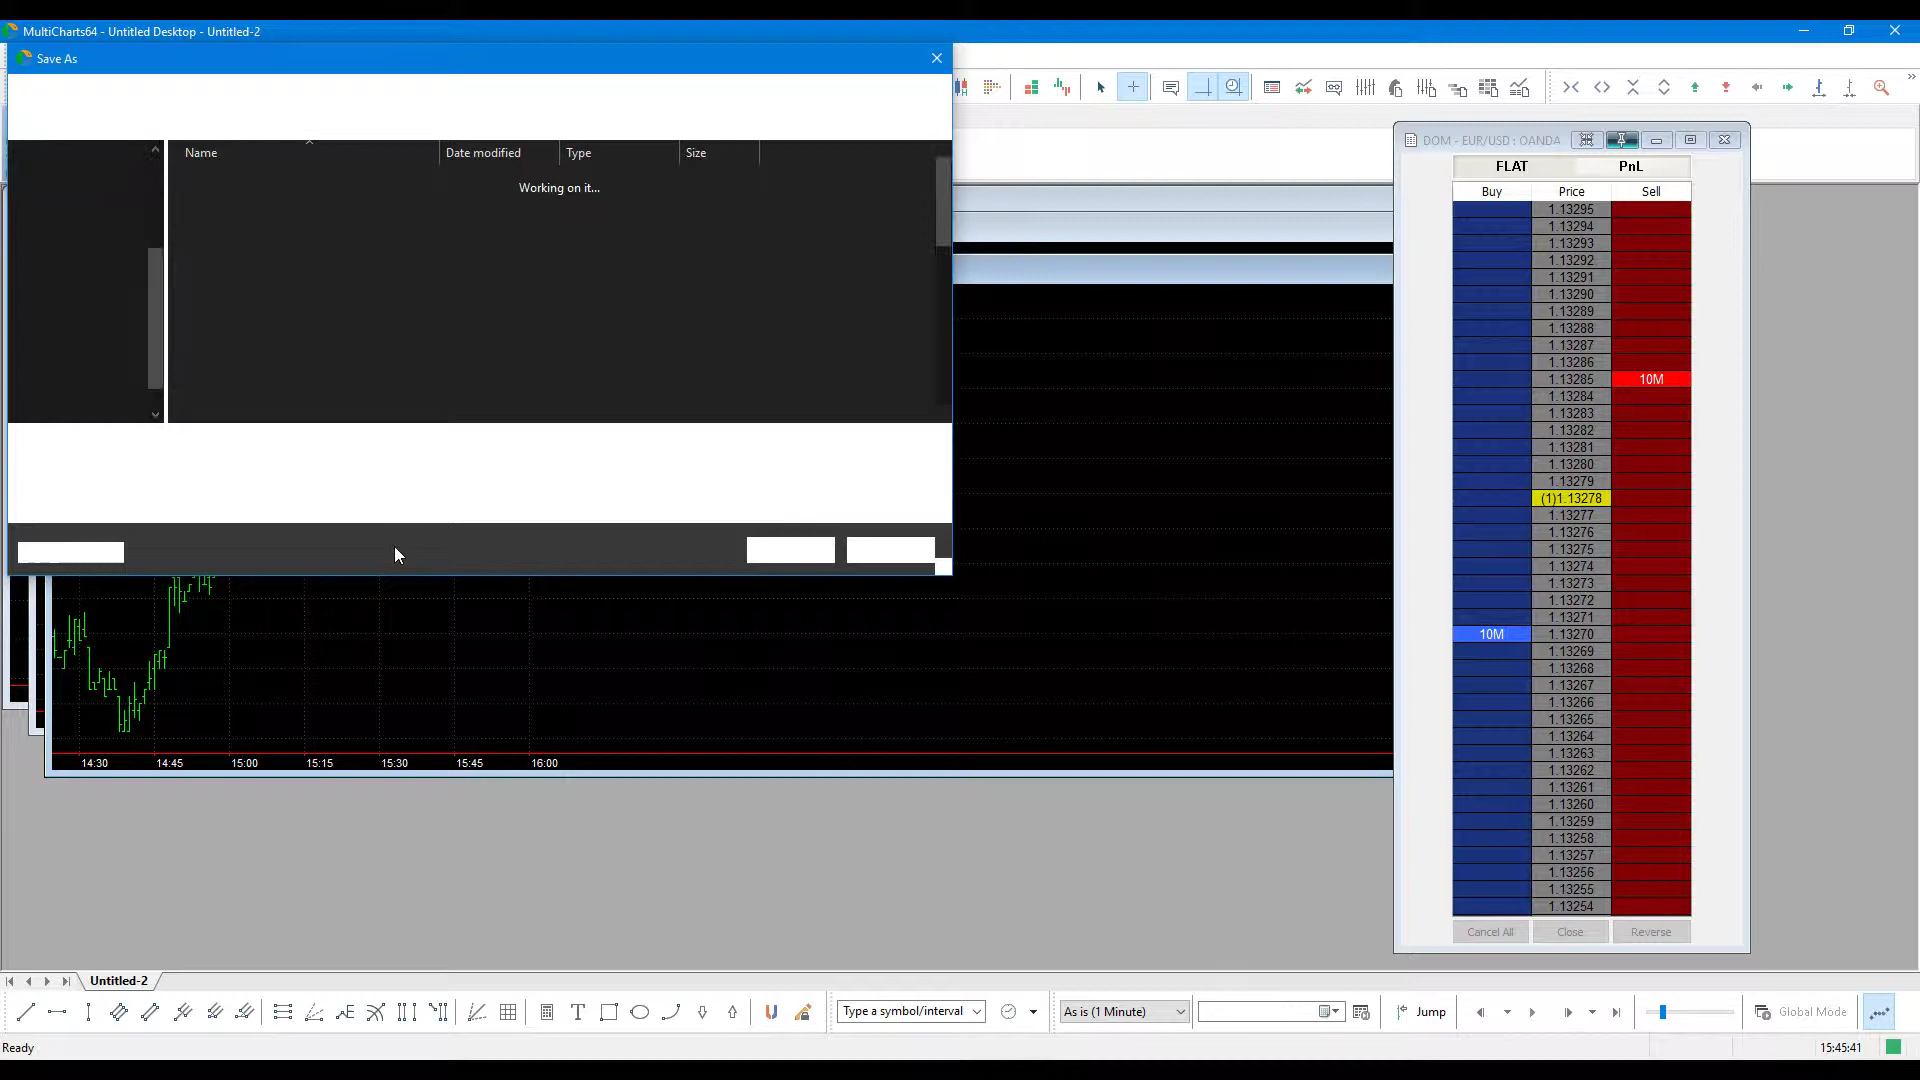 MultiCharts64 - Untitled Desktop - Untitled-2
Save As
Name
Date modified
Type
Size
Working on it...
DOM - EUR/USD : OANDA
FLAT
PnL
Buy
Price
Sell
1.13295
1.13294
1.13293
1.13292
1.13291
1.13290
1.13289
1.13288
1.13287
1.13286
1.13285 10M
1.13284
1.13283
1.13282
1.13281
1.13280
1.13279
(1)1.13278
1.13277
1.13276
1.13275
1.13274
1.13273
1.13272
1.13271
10M 1.13270
1.13269
1.13268
1.13267
1.13266
1.13265
1.13264
1.13263
1.13262
1.13261
1.13260
1.13259
1.13258
1.13257
1.13256
1.13255
1.13254
Cancel All
Close
Reverse
14:30 14:45 15:00 15:15 15:30 15:45 16:00
Untitled-2
Type a symbol/interval
As is (1 Minute)
Jump
Global Mode
Ready
15:45:41